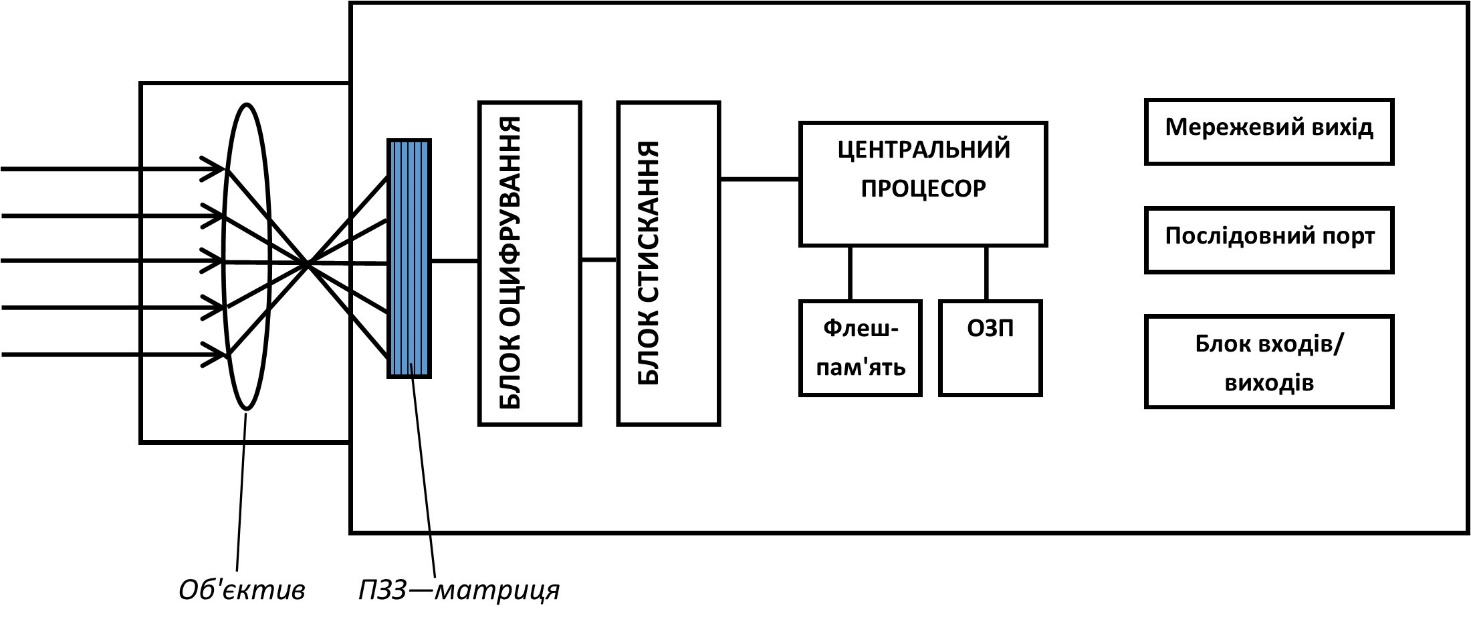 БЛОК ОЦИФРУВАННЯ
БЛОК СТИСКАННЯ
ЦЕНТРАЛЬНИЙ
ПРОЦЕСОР
Флеш-
пам'ять
ОЗП
Мережевий вихід
Послідовний порт
Блок входів/
виходів
Об'єктив
ПЗЗ—матриця